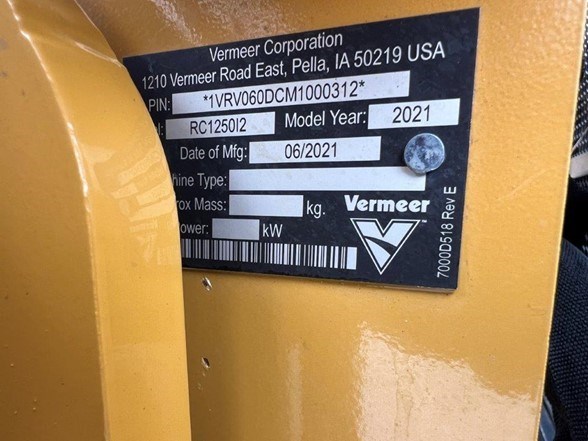 Vermeer Corporation
1210 Vermeer Road East, Pella, IA 50219 USA
PIN: *1VRV060DCM1000312*
RC1250I2 Model Year: 2021
Date of Mfg: 06/2021
hine Type:
rox Mass: kg.
ower: kW
Vermeer
7000D518 Rev E